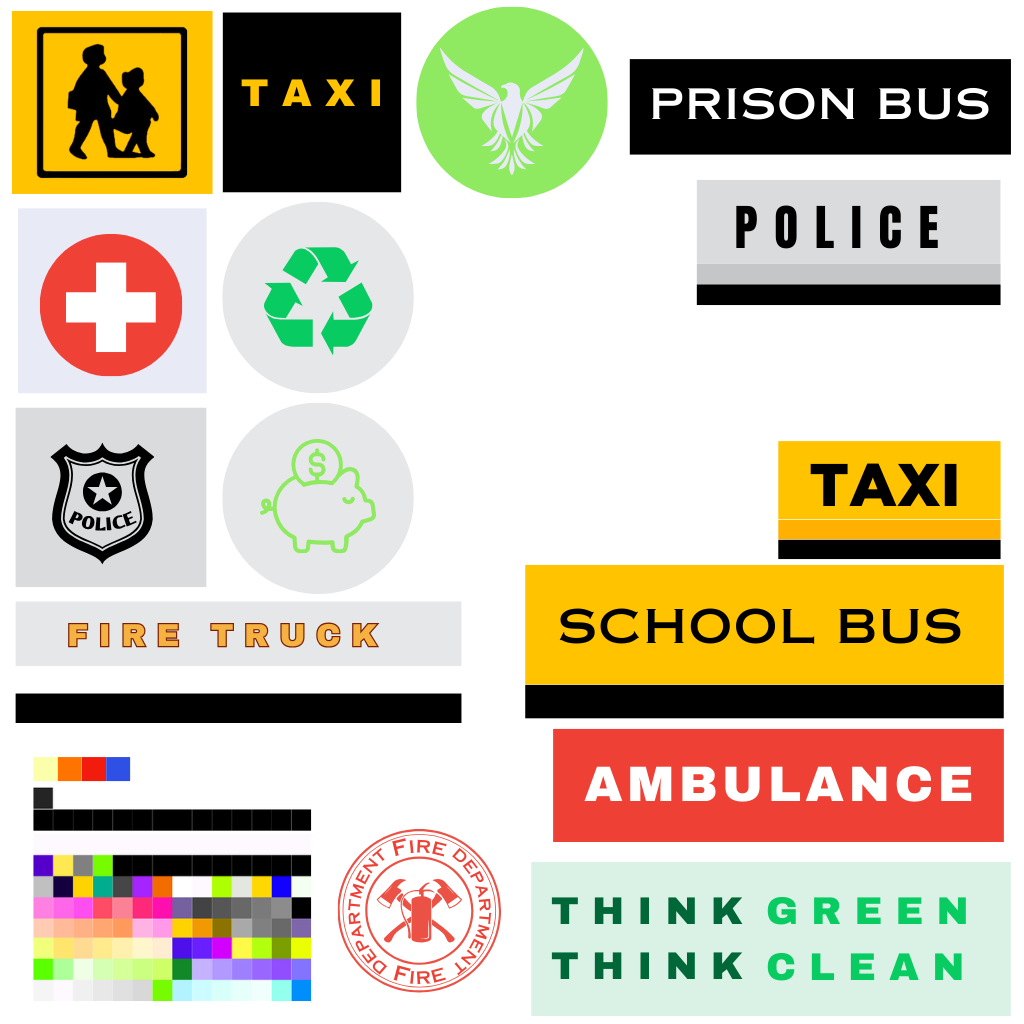 TAXI
PRISON BUS
POLICE
$
POLICE
TAXI
SCHOOL BUS
FIRE TRUCK
AMBULANCE
FIRE DEPARTMENT
FIRE DEPARTMENT
THINK GREEN
THINK CLEAN